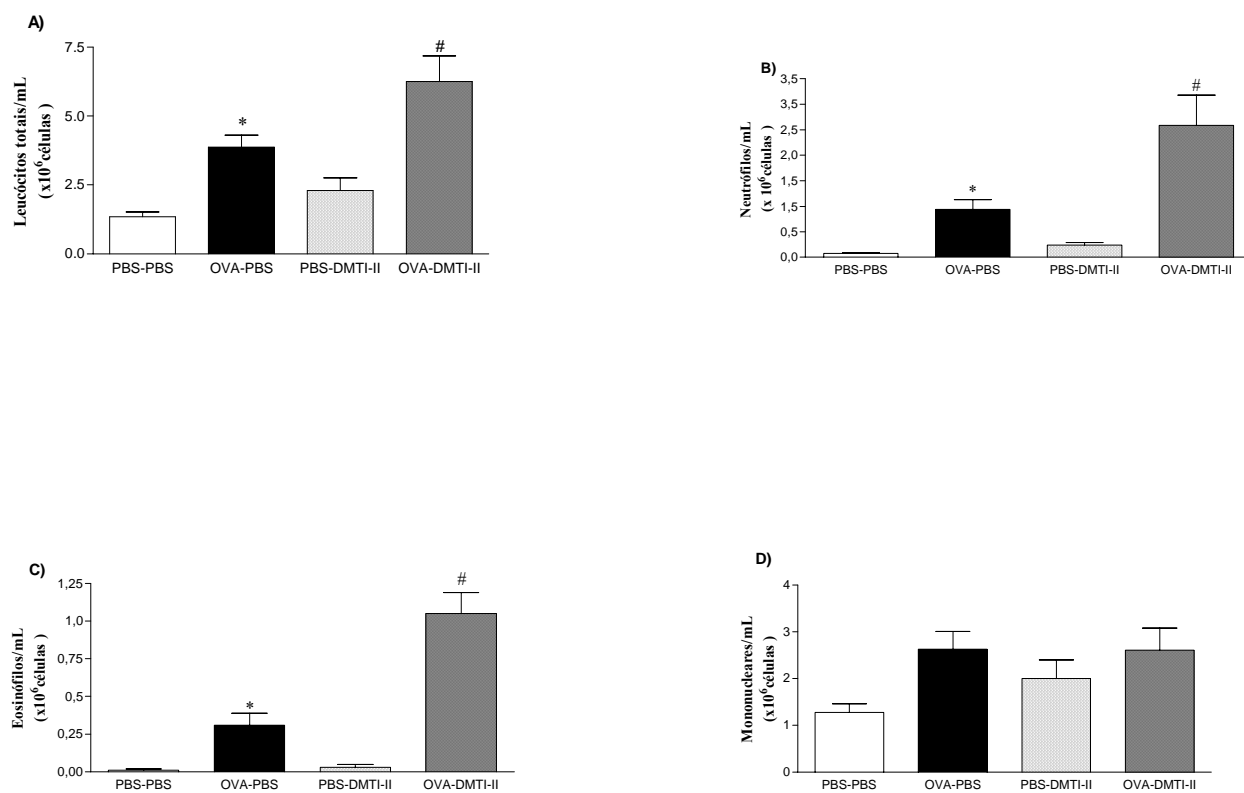 A)
Leucócitos totais/mL
(x10⁶células )
7.5
5.0
2.5
0.0
*
#
PBS-PBS OVA-PBS PBS-DMTI-II OVA-DMTI-II
B)
Neutrófilos/mL
(x 10⁶células )
3,5
3,5
2,5
2,0
1,5
1,5
0,5
0,0
*
#
PBS-PBS OVA-PBS PBS-DMTI-II OVA-DMTI-II
C)
Eosinófilos/mL
(x10⁶células )
1,25
1,0
0,75
0,50
0,25
0,00
*
#
PBS-PBS OVA-PBS PBS-DMTI-II OVA-DMTI-II
D)
Mononucleares/mL
(x10⁶células )
4
3
2
1
0
PBS-PBS OVA-PBS PBS-DMTI-II OVA-DMTI-II